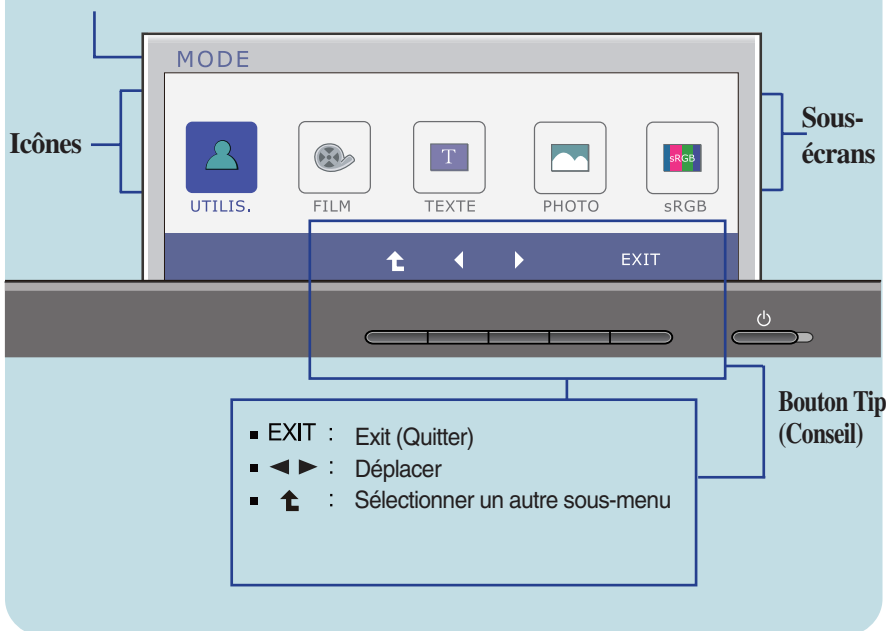 MODE
Icônes
Sous-
écrans
T
sRGB
UTILIS.
FILM
TEXTE
PHOTO
sRGB
EXIT
Bouton Tip
(Conseil)
▪ EXIT : Exit (Quitter)
▪ ◄ ► : Déplacer
▪ : Sélectionner un autre sous-menu